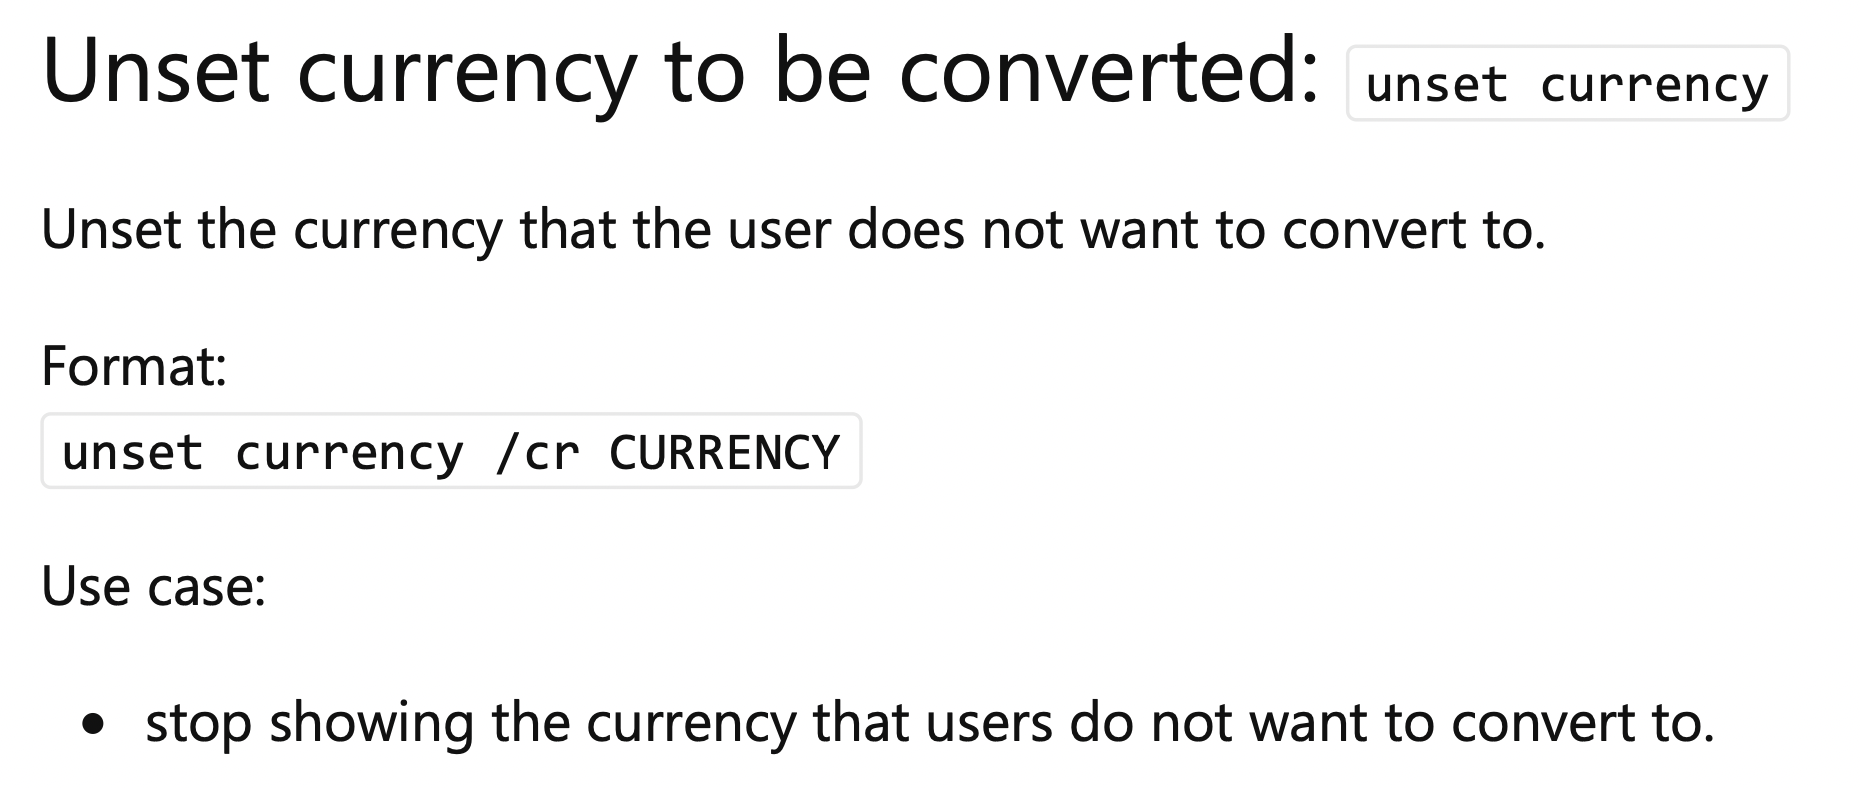 Unset currency to be converted: unset currency
Unset the currency that the user does not want to convert to.
Format:
unset currency /cr CURRENCY
Use case:
• stop showing the currency that users do not want to convert to.